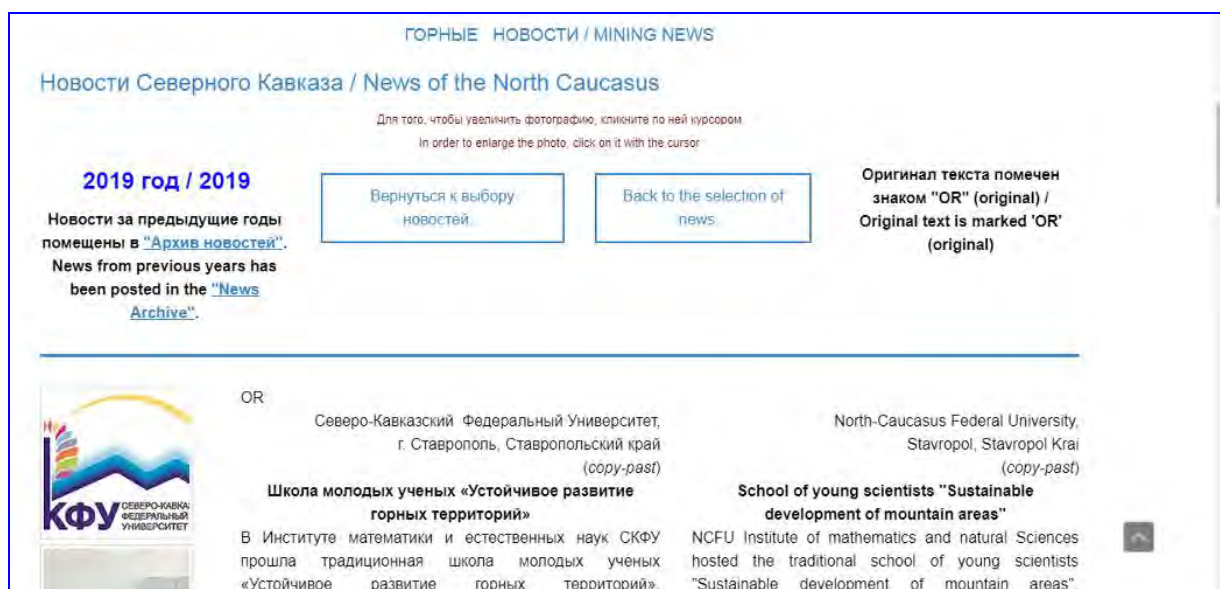 ГОРНЫЕ НОВОСТИ / MINING NEWS
Новости Северного Кавказа / News of the North Caucasus
Для того, чтобы увеличить фотографию, кликните по ней курсором
In order to enlarge the photo, click on it with the cursor
2019 год / 2019
Новости за предыдущие годы
помещены в "Архив новостей".
News from previous years has
been posted in the "News
Archive".
Вернуться к выбору
новостей.
Back to the selection of
news.
Оригинал текста помечен
знаком "OR" (original) /
Original text is marked 'OR'
(original)
КФУ
СЕВЕРО-КАВКА
ФЕДЕРАЛЬНЫЙ
УНИВЕРСИТЕТ
OR
Северо-Кавказский Федеральный Университет,
г. Ставрополь, Ставропольский край
(copy-past)
Школа молодых ученых «Устойчивое развитие
горных территорий»
В Институте математики и естественных наук СКФУ
прошла традиционная школа молодых ученых
«Устойчивое развитие горных территорий».
North-Caucasus Federal University,
Stavropol, Stavropol Krai
(copy-past)
School of young scientists "Sustainable
development of mountain areas"
NCFU Institute of mathematics and natural Sciences
hosted the traditional school of young scientists
"Sustainable development of mountain areas".